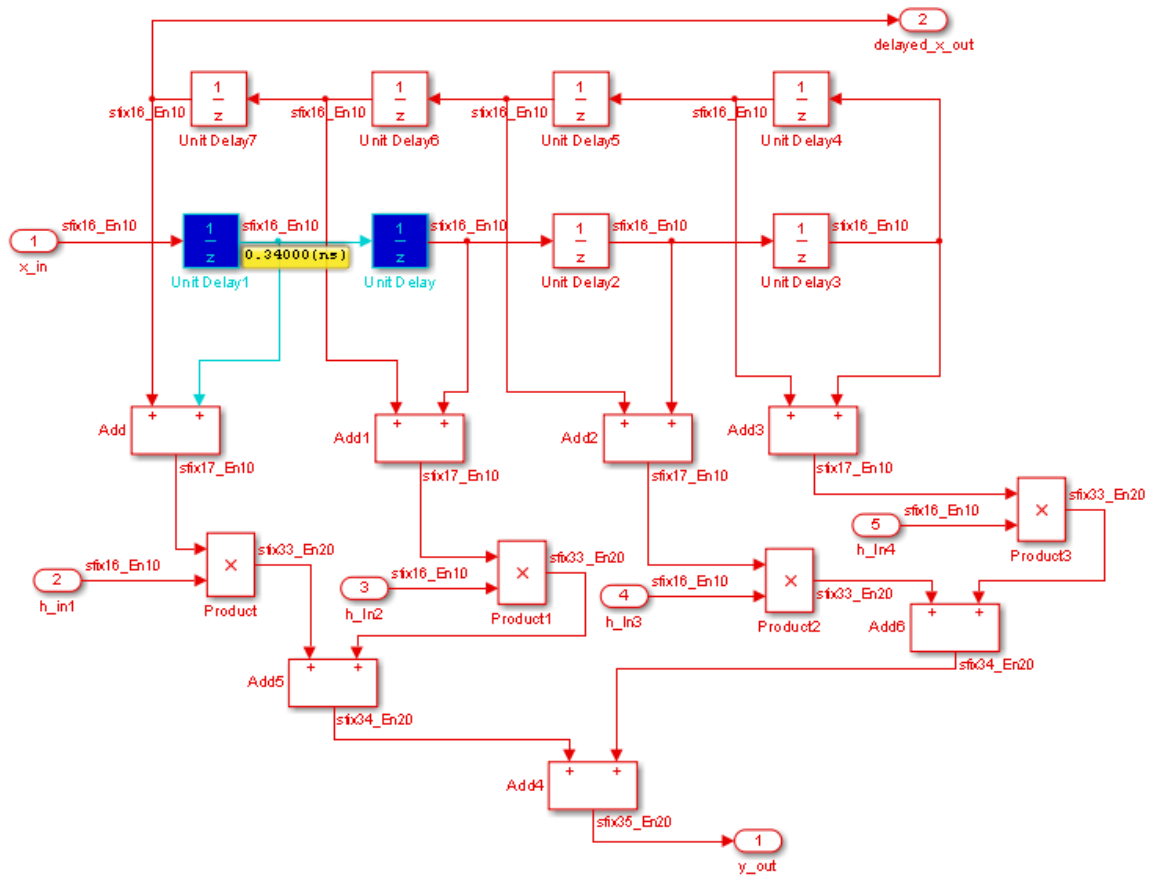 2
delayed_x_out
1
z
1
z
1
z
1
z
sfix16_En10
sfix16_En10
sfix16_En10
sfix16_En10
Unit Delay7
Unit Delay6
Unit Delay5
Unit Delay4
sfix16_En10
sfix16_En10
sfix16_En10
sfix16_En10
sfix16_En10
1
1
z
1
z
1
z
1
z
0.34000(ns)
x_in
Unit Delay1
Unit Delay
Unit Delay2
Unit Delay3
+ +
+ +
+ +
+ +
Add
Add1
Add2
Add3
sfix17_En10
sfix17_En10
sfix17_En10
sfix17_En10
sfix33_En20
sfix16_En10
5
×
h_In4
Product3
sfix33_En20
sfix33_En20
sfix16_En10
sfix16_En10
sfix16_En10
sfix33_En20
2
×
3
×
4
×
h_in1
Product
h_In2
Product1
h_In3
Product2
+ +
Add6
+ +
Add5
sfix34_En20
sfix34_En20
+ +
Add4
sfix35_En20
1
y_out